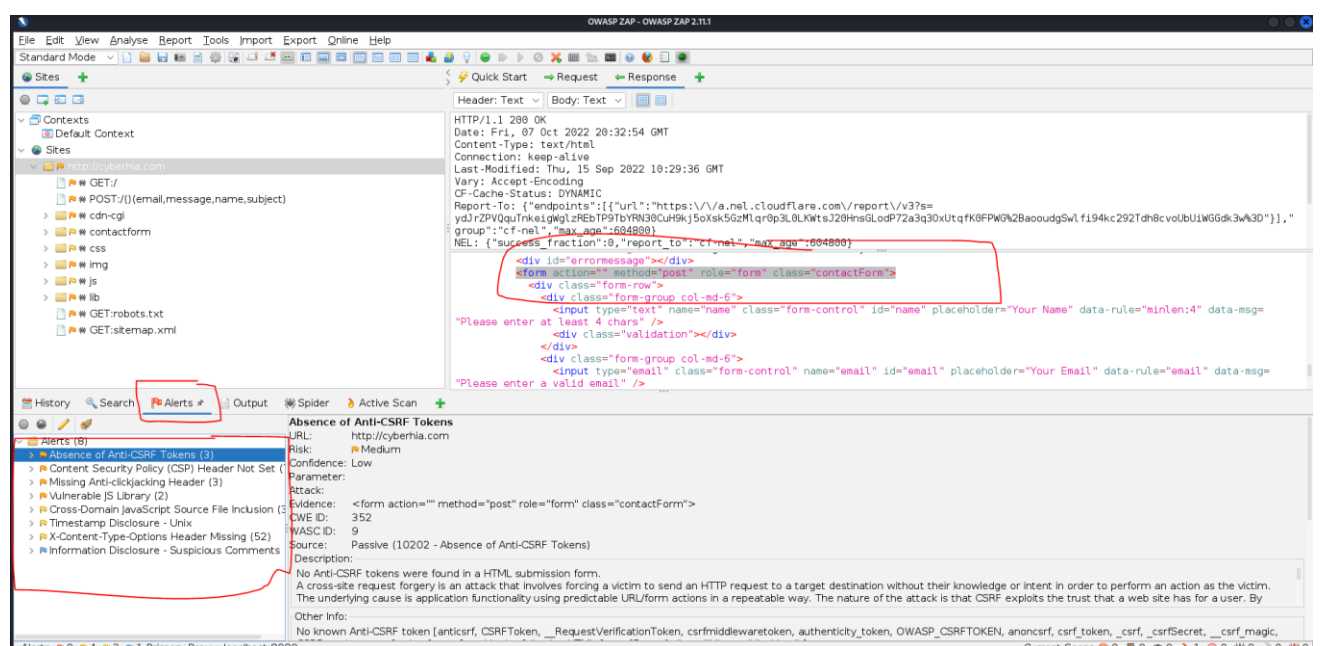 OWASP ZAP - OWASP ZAP 2.11.1
File Edit View Analyse Report Tools Import Export Online Help
Standard Mode
Sites
Quick Start Request Response
Header: Text Body: Text
Contexts
Default Context
Sites
http://cyberhia.com
GET:/
POST:/()(email,message,name,subject)
cdn-cgi
contactform
css
img
js
lib
GET:robots.txt
GET:sitemap.xml
HTTP/1.1 200 OK
Date: Fri, 07 Oct 2022 20:32:54 GMT
Content-Type: text/html
Connection: keep-alive
Last-Modified: Thu, 15 Sep 2022 10:29:36 GMT
Vary: Accept-Encoding
CF-Cache-Status: DYNAMIC
Report-To: {"endpoints":[{"url":"https:\/\/a.nel.cloudflare.com\/report\/v3?s=
group":"cf-nel","max_age":604800}
NEL: {"success_fraction":0,"report_to":"cf-nel","max_age":604800}
<div id="errormessage"></div>
<form action="" method="post" role="form" class="contactForm">
<div class="form-row">
<div class="form-group col-md-6">
<input type="text" name="name" class="form-control" id="name" placeholder="Your Name" data-rule="minlen:4" data-msg=
"Please enter at least 4 chars" />
<div class="validation"></div>
</div>
<div class="form-group col-md-6">
<input type="email" class="form-control" name="email" id="email" placeholder="Your Email" data-rule="email" data-msg=
"Please enter a valid email" />
History Search Alerts Output Spider Active Scan
Alerts (8)
Absence of Anti-CSRF Tokens (3)
Content Security Policy (CSP) Header Not Set
Missing Anti-clickjacking Header (3)
Vulnerable JS Library (2)
Cross-Domain JavaScript Source File Inclusion
Timestamp Disclosure - Unix
X-Content-Type-Options Header Missing (52)
Information Disclosure - Suspicious Comments
Absence of Anti-CSRF Tokens
URL: http://cyberhia.com
Risk: Medium
Confidence: Low
Parameter:
Attack:
Evidence: <form action="" method="post" role="form" class="contactForm">
CWE ID: 352
WASC ID: 9
Source: Passive (10202 - Absence of Anti-CSRF Tokens)
Description:
No Anti-CSRF tokens were found in a HTML submission form.
A cross-site request forgery is an attack that involves forcing a victim to send an HTTP request to a target destination without their knowledge or intent in order to perform an action as the victim.
The underlying cause is application functionality using predictable URL/form actions in a repeatable way. The nature of the attack is that CSRF exploits the trust that a web site has for a user. By
Other Info:
No known Anti-CSRF token [anticsrf, CSRFToken, __RequestVerificationToken, csrfmiddlewaretoken, authenticity_token, OWASP_CSRFTOKEN, anoncsrf, csrf_token, _csrf, _csrfSecret, __csrf_magic,